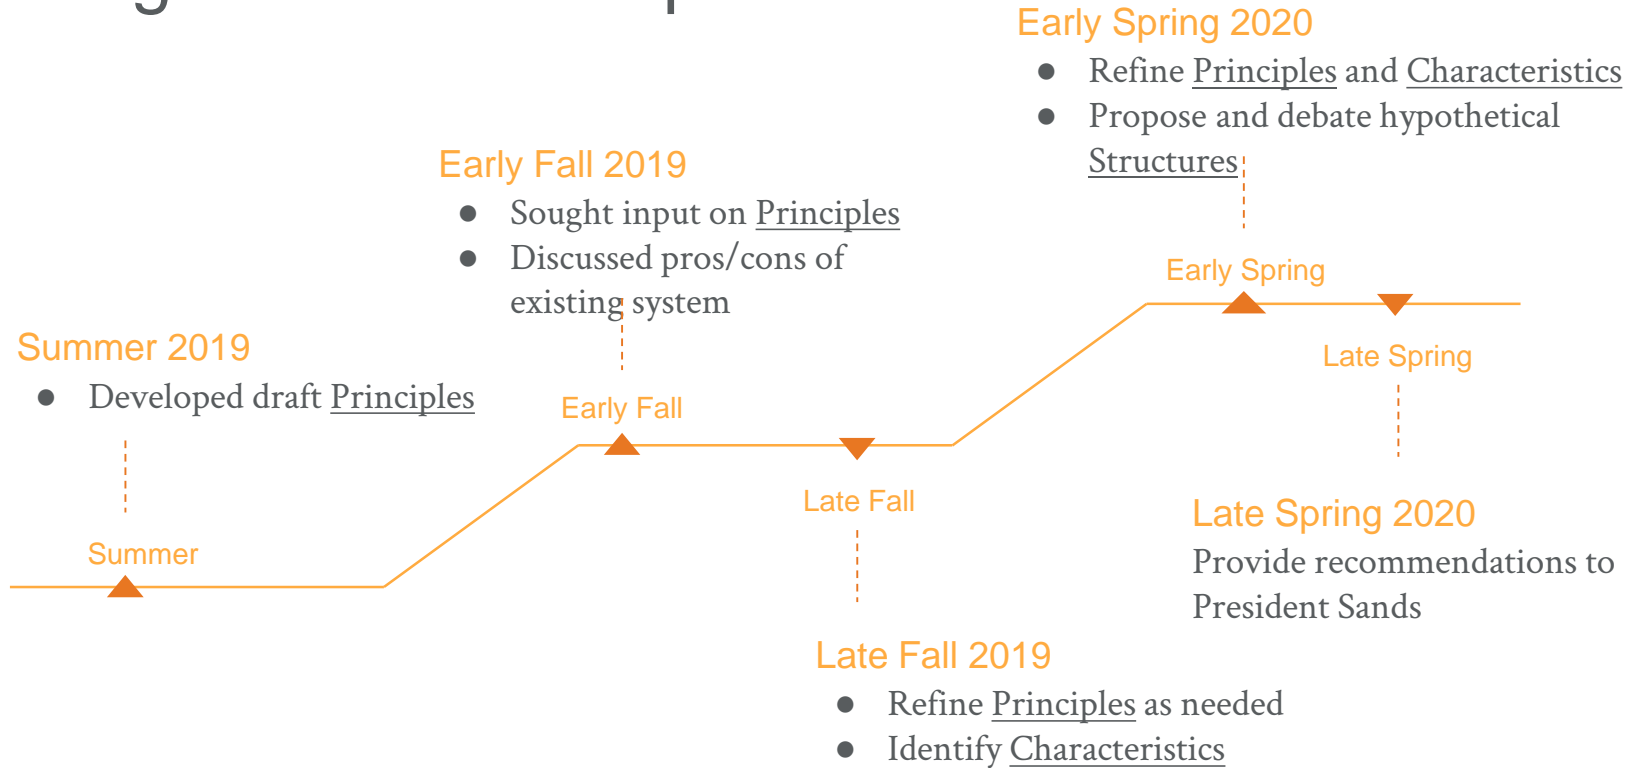 Summer 2019
● Developed draft Principles
Summer
Early Fall 2019
● Sought input on Principles
● Discussed pros/cons of
existing system
Early Fall
Late Fall
Late Fall 2019
● Refine Principles as needed
● Identify Characteristics
Early Spring 2020
● Refine Principles and Characteristics
● Propose and debate hypothetical
Structures
Early Spring
Late Spring
Late Spring 2020
Provide recommendations to
President Sands